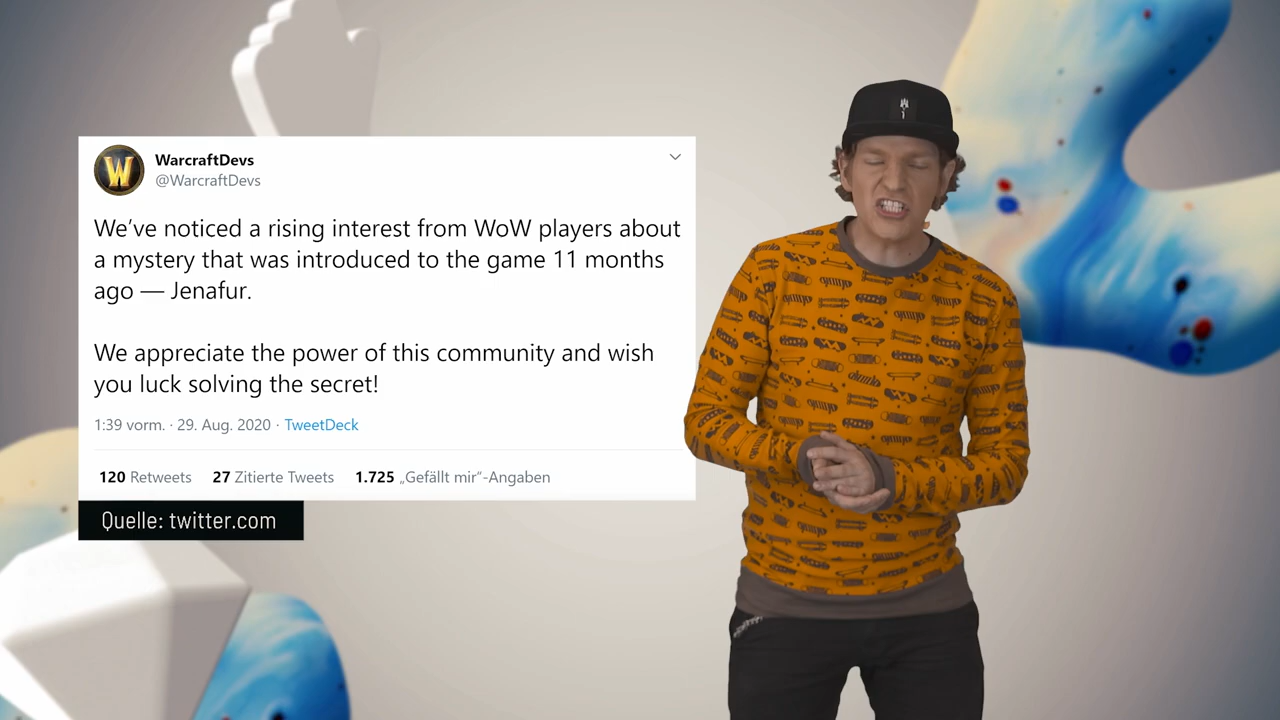 WarcraftDevs
@WarcraftDevs
We’ve noticed a rising interest from WoW players about
a mystery that was introduced to the game 11 months
ago — Jenafur.
We appreciate the power of this community and wish
you luck solving the secret!
1:39 vorm. · 29. Aug. 2020 · TweetDeck
120 Retweets 27 Zitierte Tweets 1.725 „Gefällt mir“-Angaben
Quelle: twitter.com